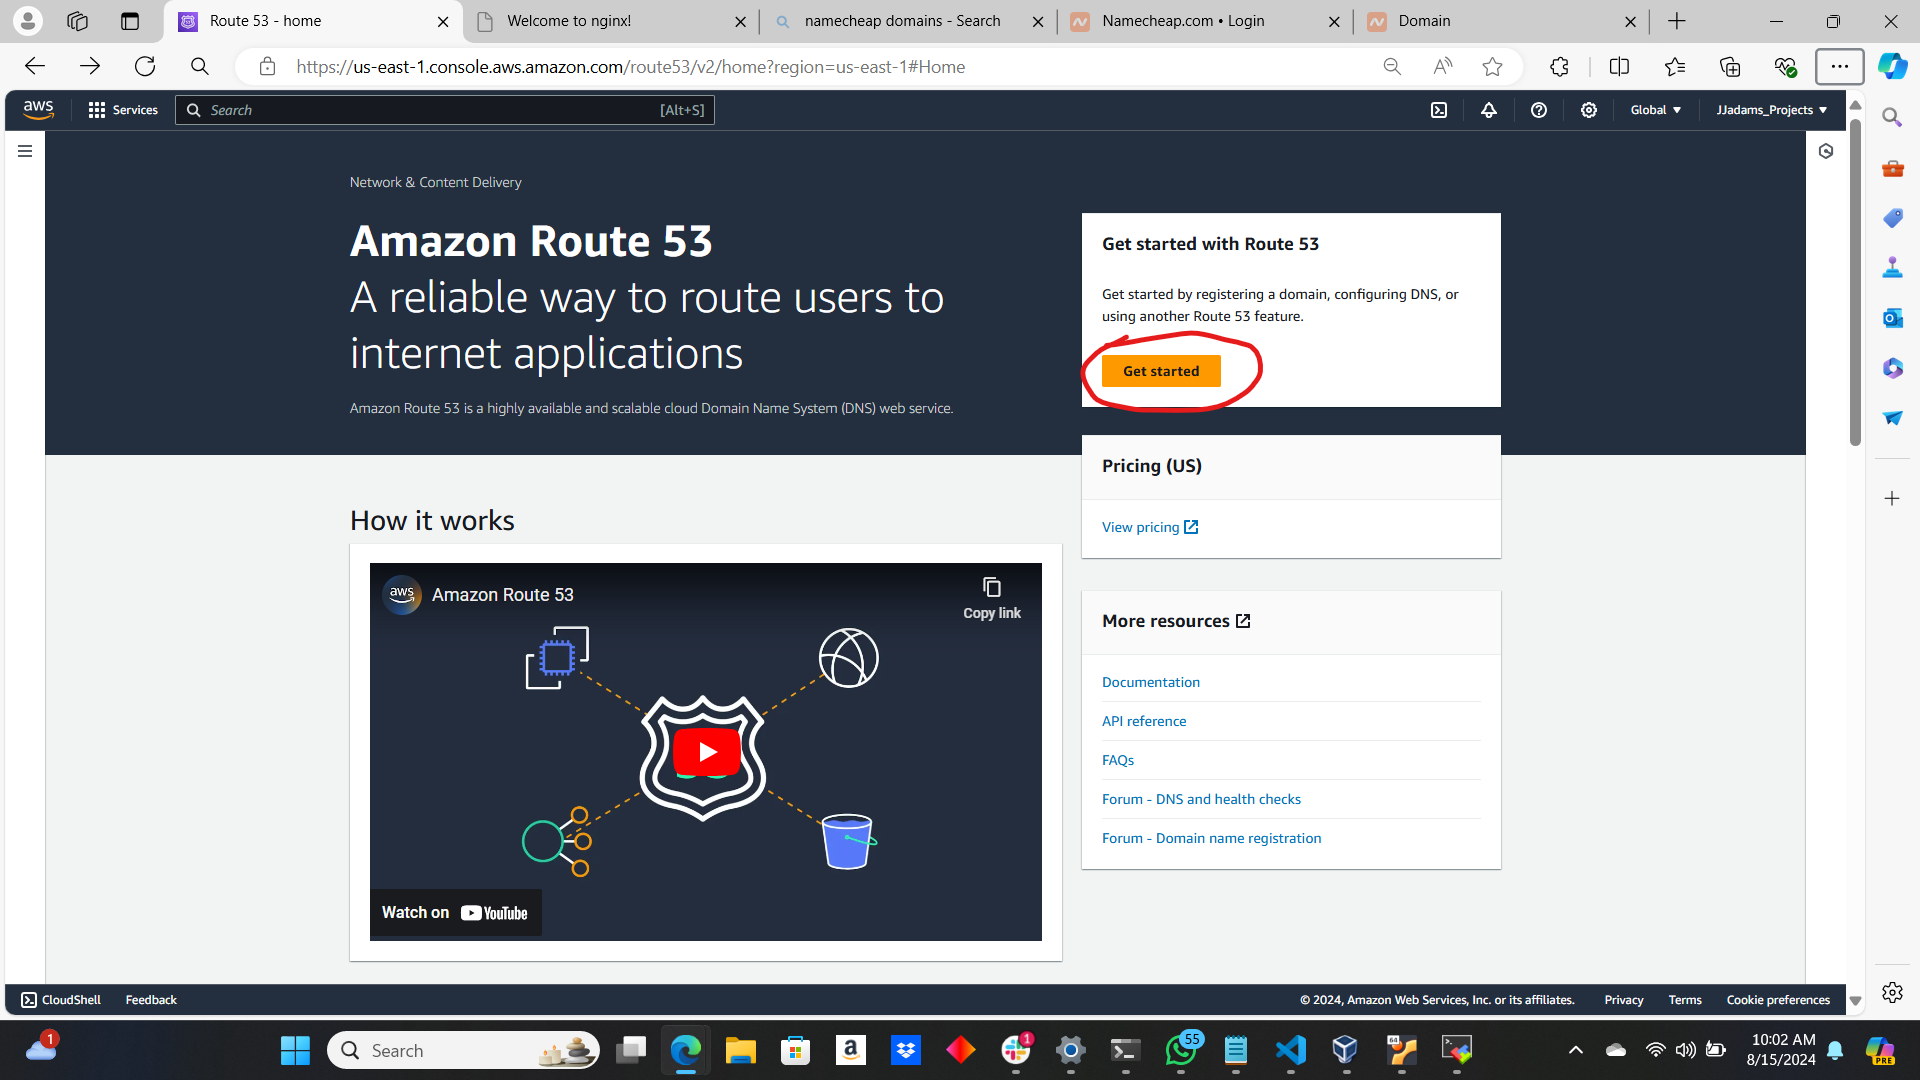 Route 53 - home
Welcome to nginx!
namecheap domains - Search
Namecheap.com • Login
Domain
https://us-east-1.console.aws.amazon.com/route53/v2/home?region=us-east-1#Home
aws
Services
Search
[Alt+S]
Global
JJadams_Projects
Network & Content Delivery
Amazon Route 53
A reliable way to route users to
internet applications
Amazon Route 53 is a highly available and scalable cloud Domain Name System (DNS) web service.
Get started with Route 53
Get started by registering a domain, configuring DNS, or
using another Route 53 feature.
Get started
Pricing (US)
View pricing
How it works
aws
Amazon Route 53
Copy link
Watch on YouTube
More resources
Documentation
API reference
FAQs
Forum - DNS and health checks
Forum - Domain name registration
CloudShell
Feedback
© 2024, Amazon Web Services, Inc. or its affiliates.
Privacy
Terms
Cookie preferences
1
Search
1
55
64
10:02 AM
8/15/2024
PRE